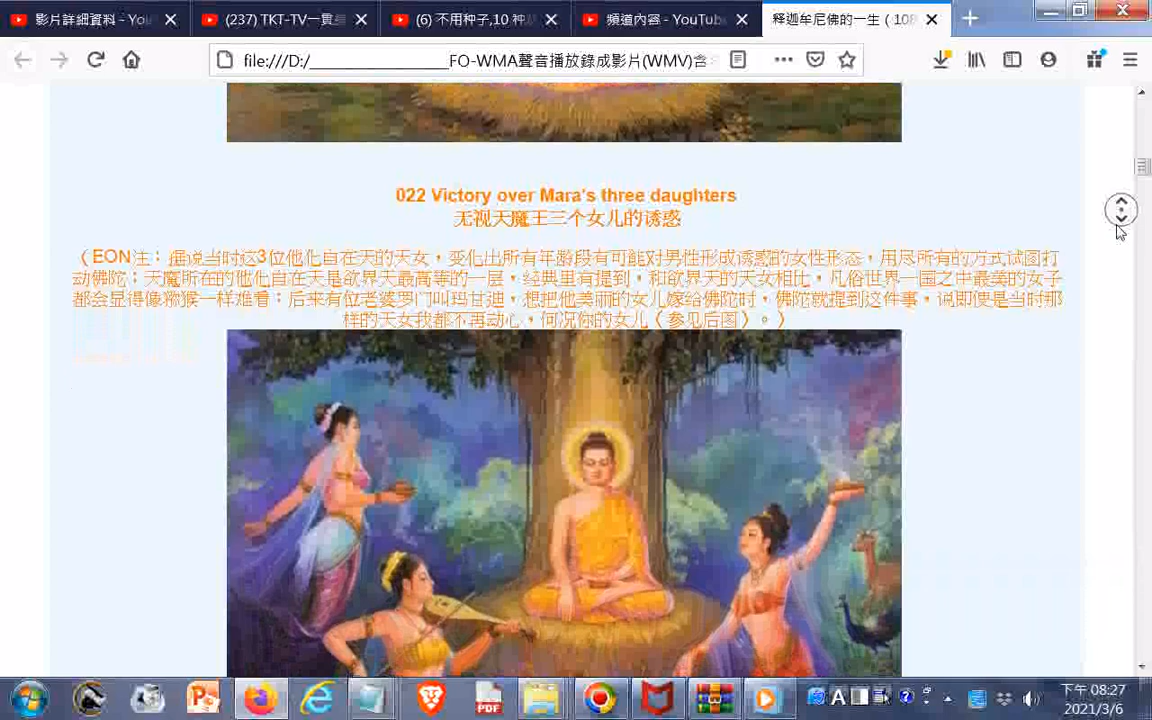 影片詳細資料 - You
(237) TKT-TV一貫
(6) 不用种子,10 种
頻道內容 - YouTube
释迦牟尼佛的一生（108
file:///D:/________________FO-WMA聲音播放錄成影片(WMV)含
022 Victory over Mara's three daughters
无视天魔王三个女儿的诱惑
（EON注：据说当时这3位他化自在天的天女，变化出所有年龄段有可能对男性形成诱惑的女性形态，用尽所有的方式试图打
动佛陀；天魔所在的他化自在天是欲界天最高等的一层，经典里有提到，和欲界天的天女相比，凡俗世界一国之中最美的女子
都会显得像猕猴一样难看；后来有位老婆罗门叫玛甘迪，想把他美丽的女儿嫁给佛陀时，佛陀就提到这件事，说即便是当时那
样的天女我都不再动心，何况你的女儿（参见后图）。）
PDF
A
下午 08:27
2021/3/6